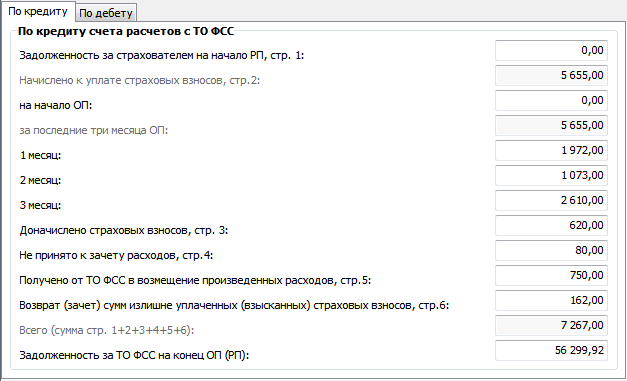 По кредиту По дебету
По кредиту счета расчетов с ТО ФСС
Задолженность за страхователем на начало РП, стр. 1: 0,00
Начислено к уплате страховых взносов, стр.2: 5 655,00
на начало ОП: 0,00
за последние три месяца ОП: 5 655,00
1 месяц: 1 972,00
2 месяц: 1 073,00
3 месяц: 2 610,00
Доначислено страховых взносов, стр. 3: 620,00
Не принято к зачету расходов, стр.4: 80,00
Получено от ТО ФСС в возмещение произведенных расходов, стр.5: 750,00
Возврат (зачет) сумм излишне уплаченных (взысканных) страховых взносов, стр.6: 162,00
Всего (сумма стр. 1+2+3+4+5+6): 7 267,00
Задолженность за ТО ФСС на конец ОП (РП): 56 299,92